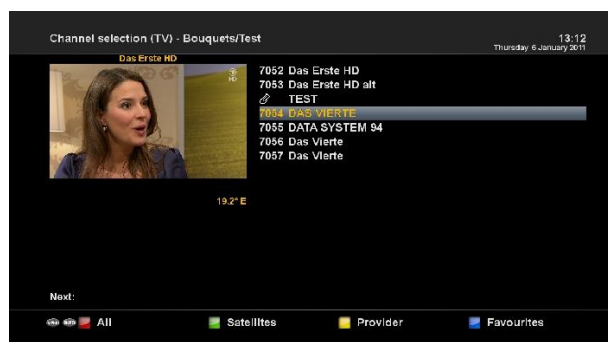 Channel selection (TV) - Bouquets/Test
13:12
Thursday 6 January 2011
Das Erste HD
7052 Das Erste HD
7053 Das Erste HD alt
TEST
7054 DAS VIERTE
7055 DATA SYSTEM 94
7056 Das Vierte
7057 Das Vierte
19.2° E
Next:
All
Satellites
Provider
Favourites